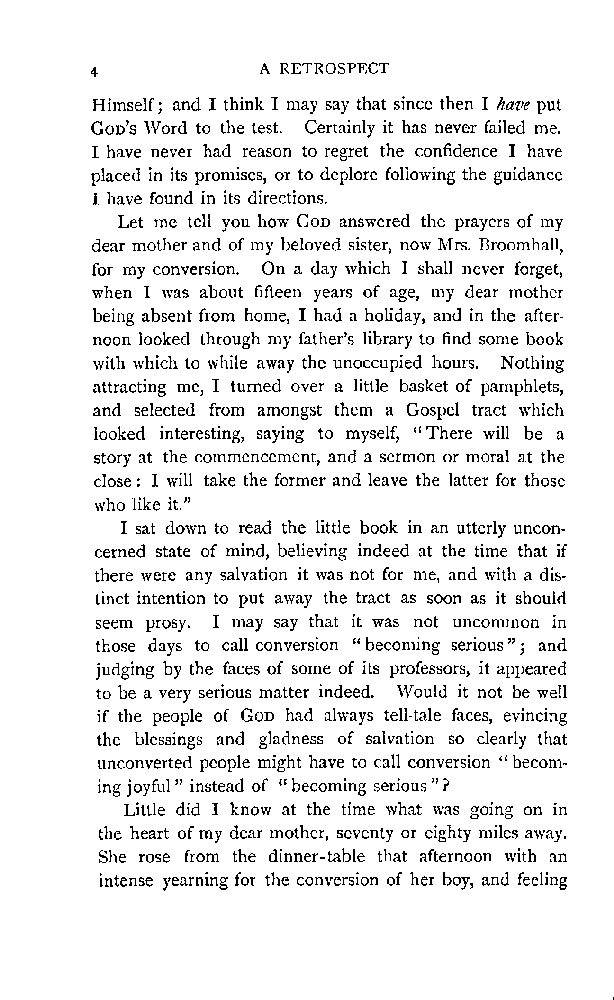 4 A RETROSPECT
Himself; and I think I may say that since then I have put
GOD'S Word to the test. Certainly it has never failed me.
I have never had reason to regret the confidence I have
placed in its promises, or to deplore following the guidance
I have found in its directions.
Let me tell you how GOD answered the prayers of my
dear mother and of my beloved sister, now Mrs. Broomhall,
for my conversion. On a day which I shall never forget,
when I was about fifteen years of age, my dear mother
being absent from home, I had a holiday, and in the after-
noon looked through my father's library to find some book
with which to while away the unoccupied hours. Nothing
attracting me, I turned over a little basket of pamphlets,
and selected from amongst them a Gospel tract which
looked interesting, saying to myself, "There will be a
story at the commencement, and a sermon or moral at the
close: I will take the former and leave the latter for those
who like it."
I sat down to read the little book in an utterly uncon-
cerned state of mind, believing indeed at the time that if
there were any salvation it was not for me, and with a dis-
tinct intention to put away the tract as soon as it should
seem prosy. I may say that it was not uncommon in
those days to call conversion "becoming serious"; and
judging by the faces of some of its professors, it appeared
to be a very serious matter indeed. Would it not be well
if the people of GOD had always tell-tale faces, evincing
the blessings and gladness of salvation so clearly that
unconverted people might have to call conversion "becom-
ing joyful" instead of "becoming serious"?
Little did I know at the time what was going on in
the heart of my dear mother, seventy or eighty miles away.
She rose from the dinner-table that afternoon with an
intense yearning for the conversion of her boy, and feeling